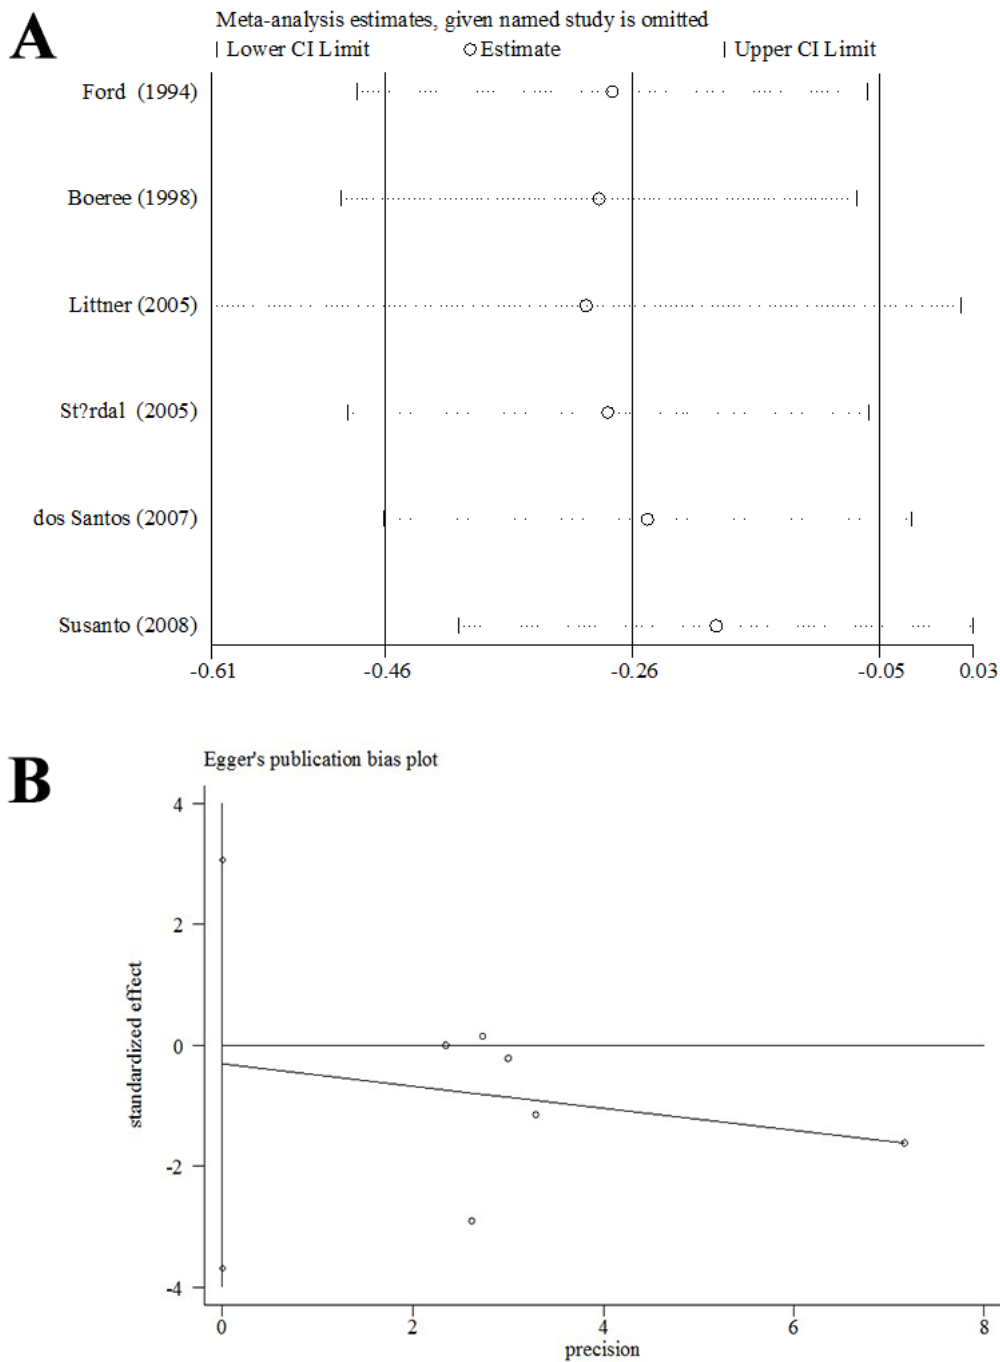 A
Meta-analysis estimates, given named study is omitted
| Lower CI Limit ○ Estimate | Upper CI Limit
Ford (1994)
Boeree (1998)
Littner (2005)
St?rdal (2005)
dos Santos (2007)
Susanto (2008)
-0.61 -0.46 -0.26 -0.05 0.03
B
Egger's publication bias plot
standardized effect
4
2
0
-2
-4
0 2 4 6 8
precision